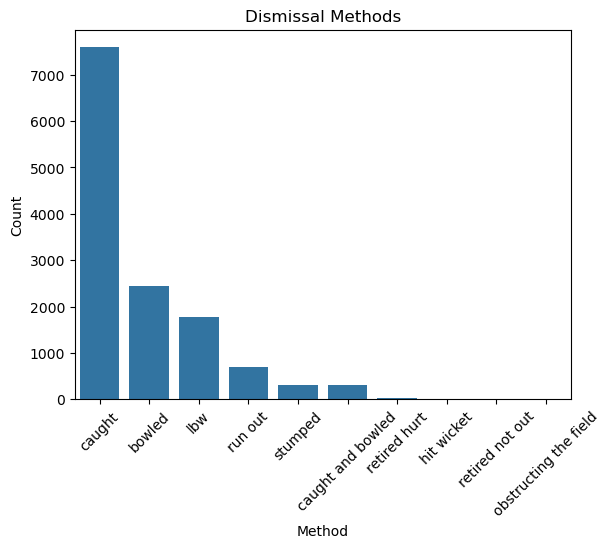 Dismissal Methods
Count
7000
6000
5000
4000
3000
2000
1000
0
caught
bowled
lbw
run out
stumped
caught and bowled
retired hurt
hit wicket
retired not out
obstructing the field
Method